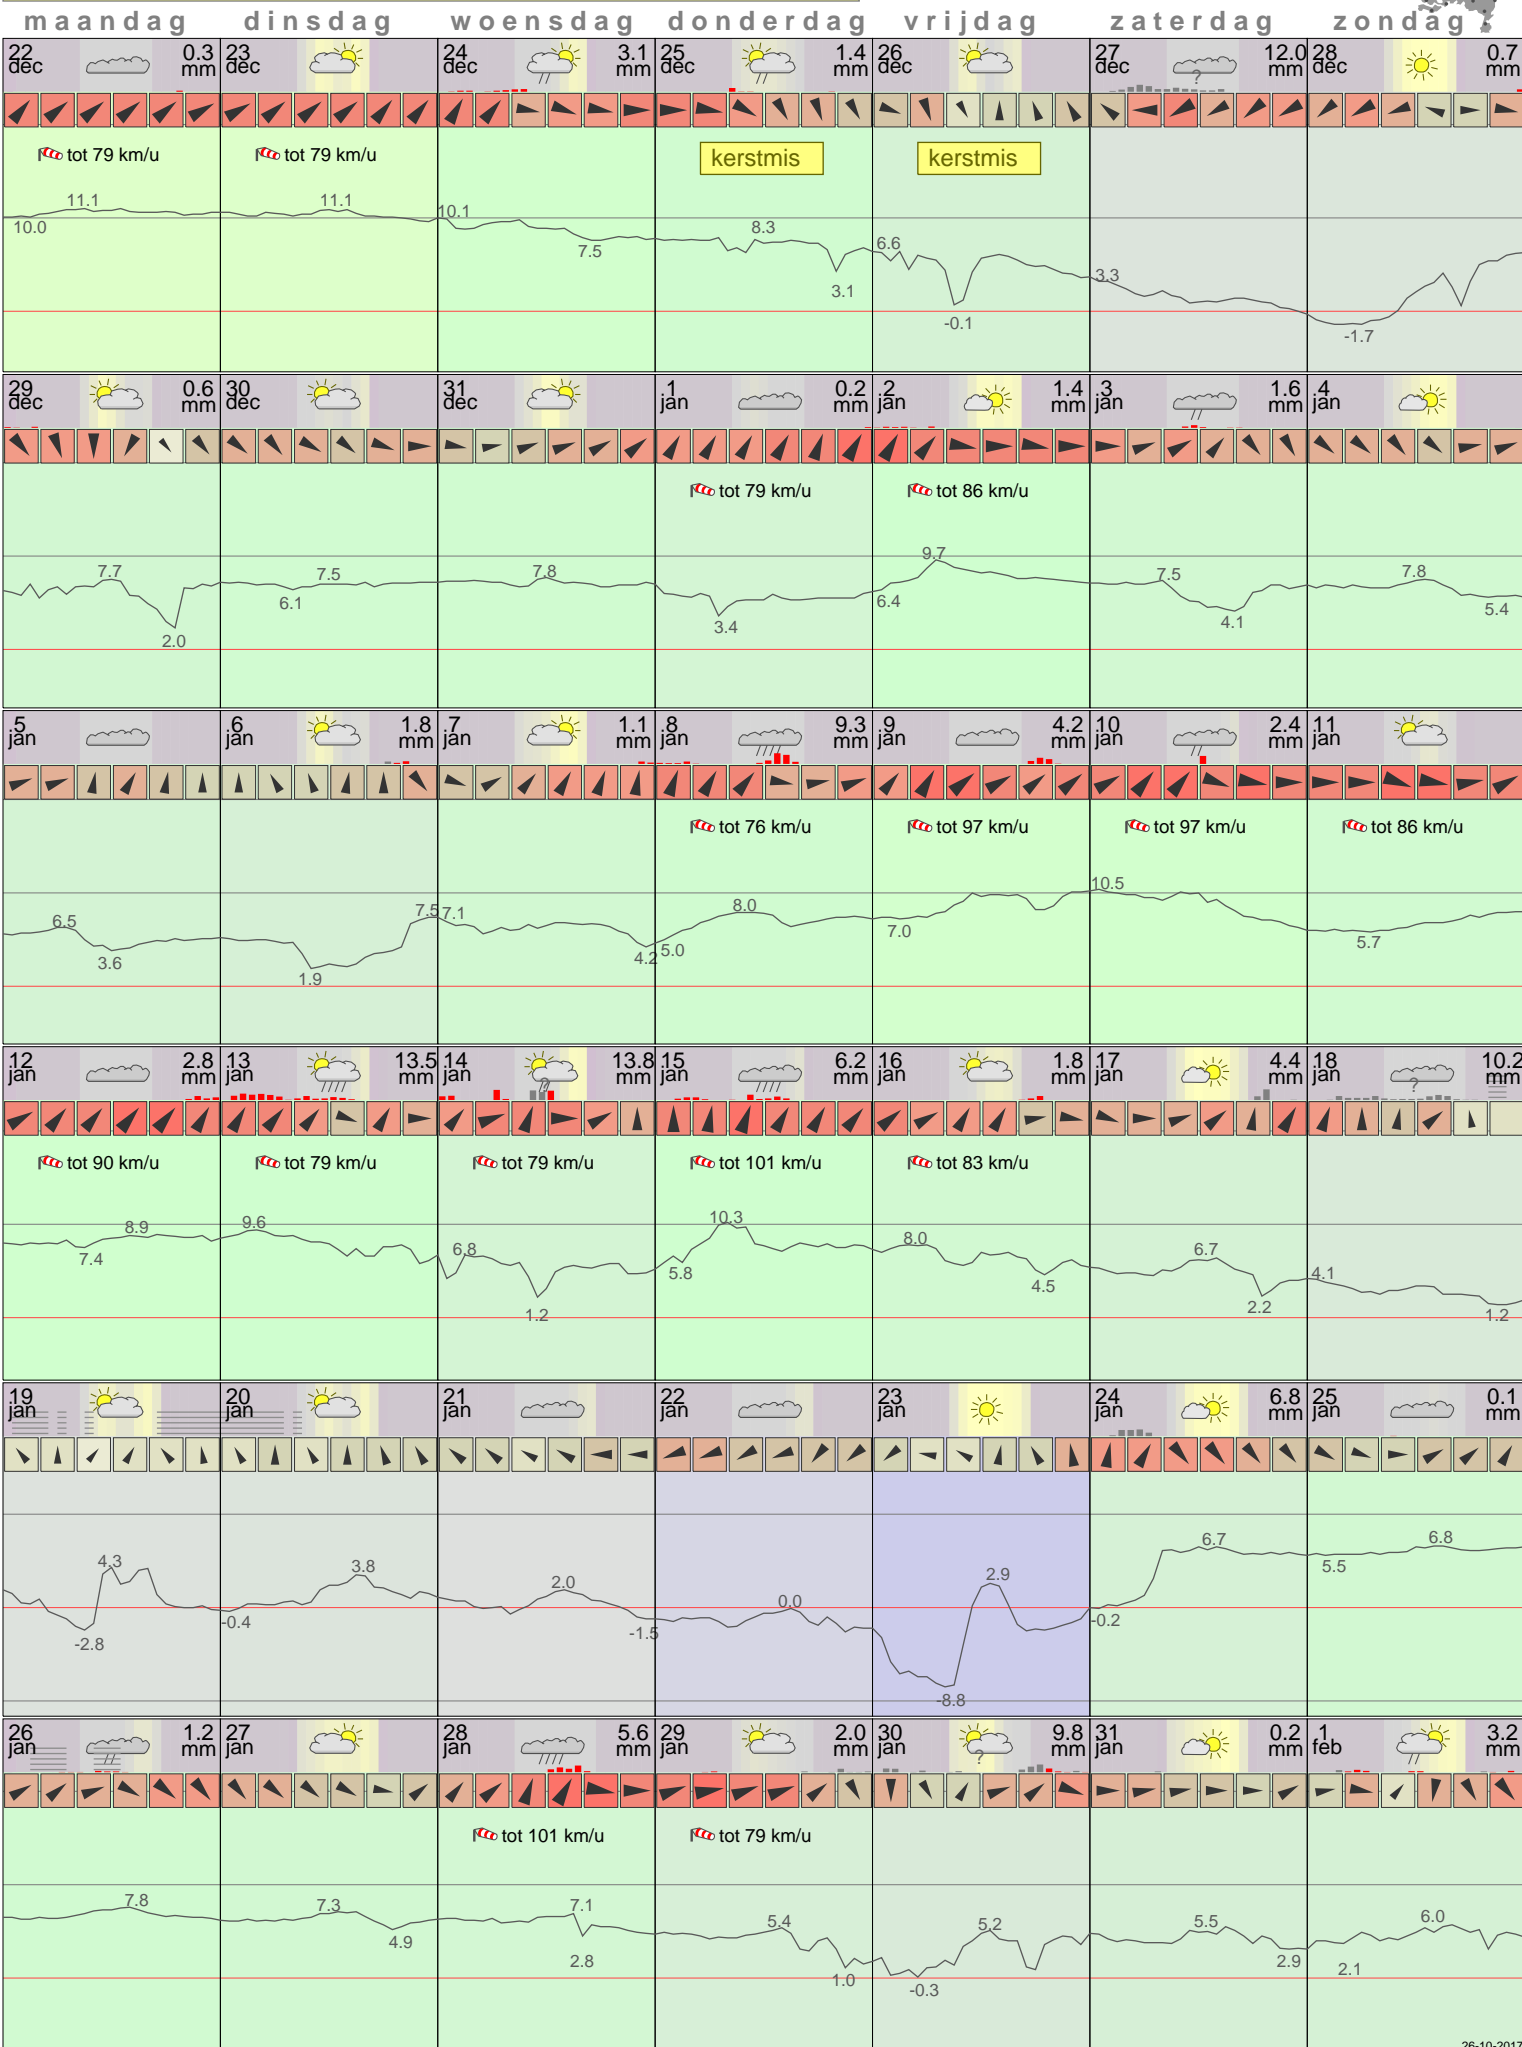 maandag dinsdag woensdag donderdag vrijdag zaterdag zondag
22 dec 0.3 mm 23 dec 24 dec 3.1 mm 25 dec 1.4 mm 26 dec 27 dec ? 12.0 mm 28 dec 0.7 mm
tot 79 km/u tot 79 km/u kerstmis kerstmis
11.1 10.0 11.1 10.1 7.5 8.3 3.1 6.6 -0.1 3.3 -1.7
29 dec 0.6 mm 30 dec 31 dec 1 jan 0.2 mm 2 jan 1.4 mm 3 jan 1.6 mm 4 jan
tot 79 km/u tot 86 km/u
7.7 2.0 6.1 7.5 7.8 3.4 6.4 9.7 7.5 4.1 7.8 5.4
5 jan 6 jan 1.8 mm 7 jan 1.1 mm 8 jan 9.3 mm 9 jan 4.2 mm 10 jan 2.4 mm 11 jan
tot 76 km/u tot 97 km/u tot 97 km/u tot 86 km/u
6.5 3.6 1.9 7.5 7.1 4.2 5.0 8.0 7.0 10.5 5.7
12 jan 2.8 mm 13 jan 13.5 mm 14 jan ? 13.8 mm 15 jan 6.2 mm 16 jan 1.8 mm 17 jan 4.4 mm 18 jan ? 10.2 mm
tot 90 km/u tot 79 km/u tot 79 km/u tot 101 km/u tot 83 km/u
7.4 8.9 9.6 6.8 1.2 5.8 10.3 8.0 4.5 6.7 2.2 4.1 1.2
19 jan 20 jan 21 jan 22 jan 23 jan 24 jan 6.8 mm 25 jan 0.1 mm
-2.8 4.3 -0.4 3.8 2.0 -1.5 0.0 -8.8 2.9 -0.2 6.7 5.5 6.8
26 jan 1.2 mm 27 jan 28 jan 5.6 mm 29 jan 2.0 mm 30 jan ? 9.8 mm 31 jan 0.2 mm 1 feb 3.2 mm
tot 101 km/u tot 79 km/u
7.8 7.3 4.9 7.1 2.8 5.4 1.0 -0.3 5.2 5.5 2.9 2.1 6.0
26-10-2017